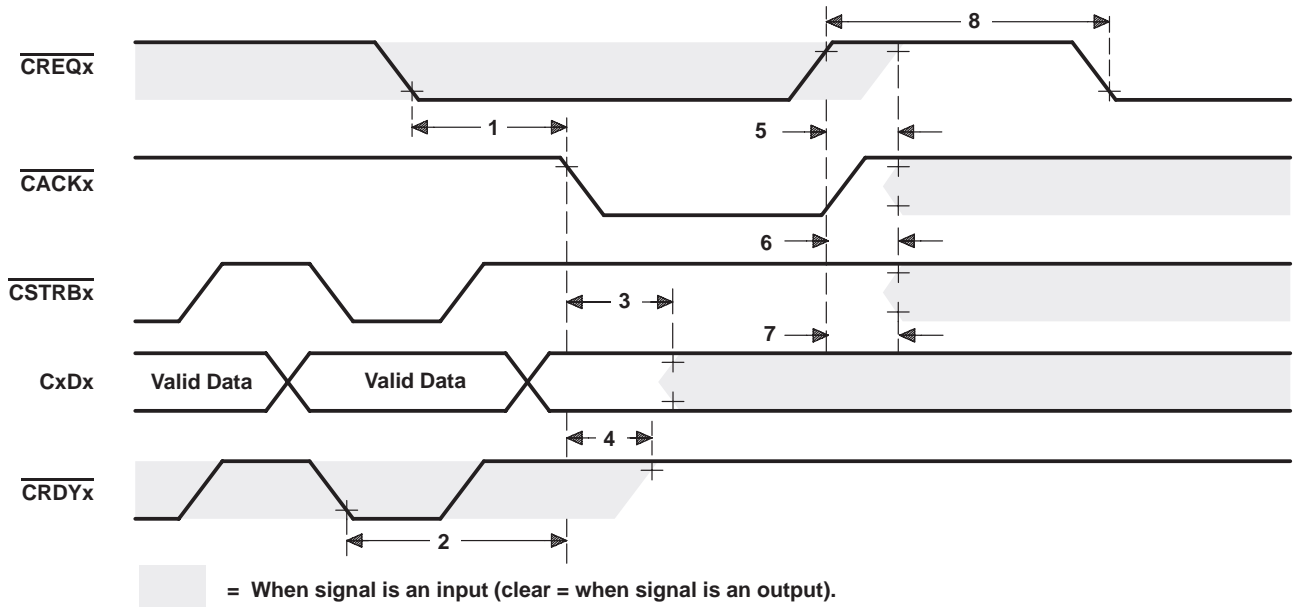 8
CREQx
1
5
CACKx
6
CSTRBx
3
7
CxDx
Valid Data
Valid Data
4
CRDYx
2
= When signal is an input (clear = when signal is an output).